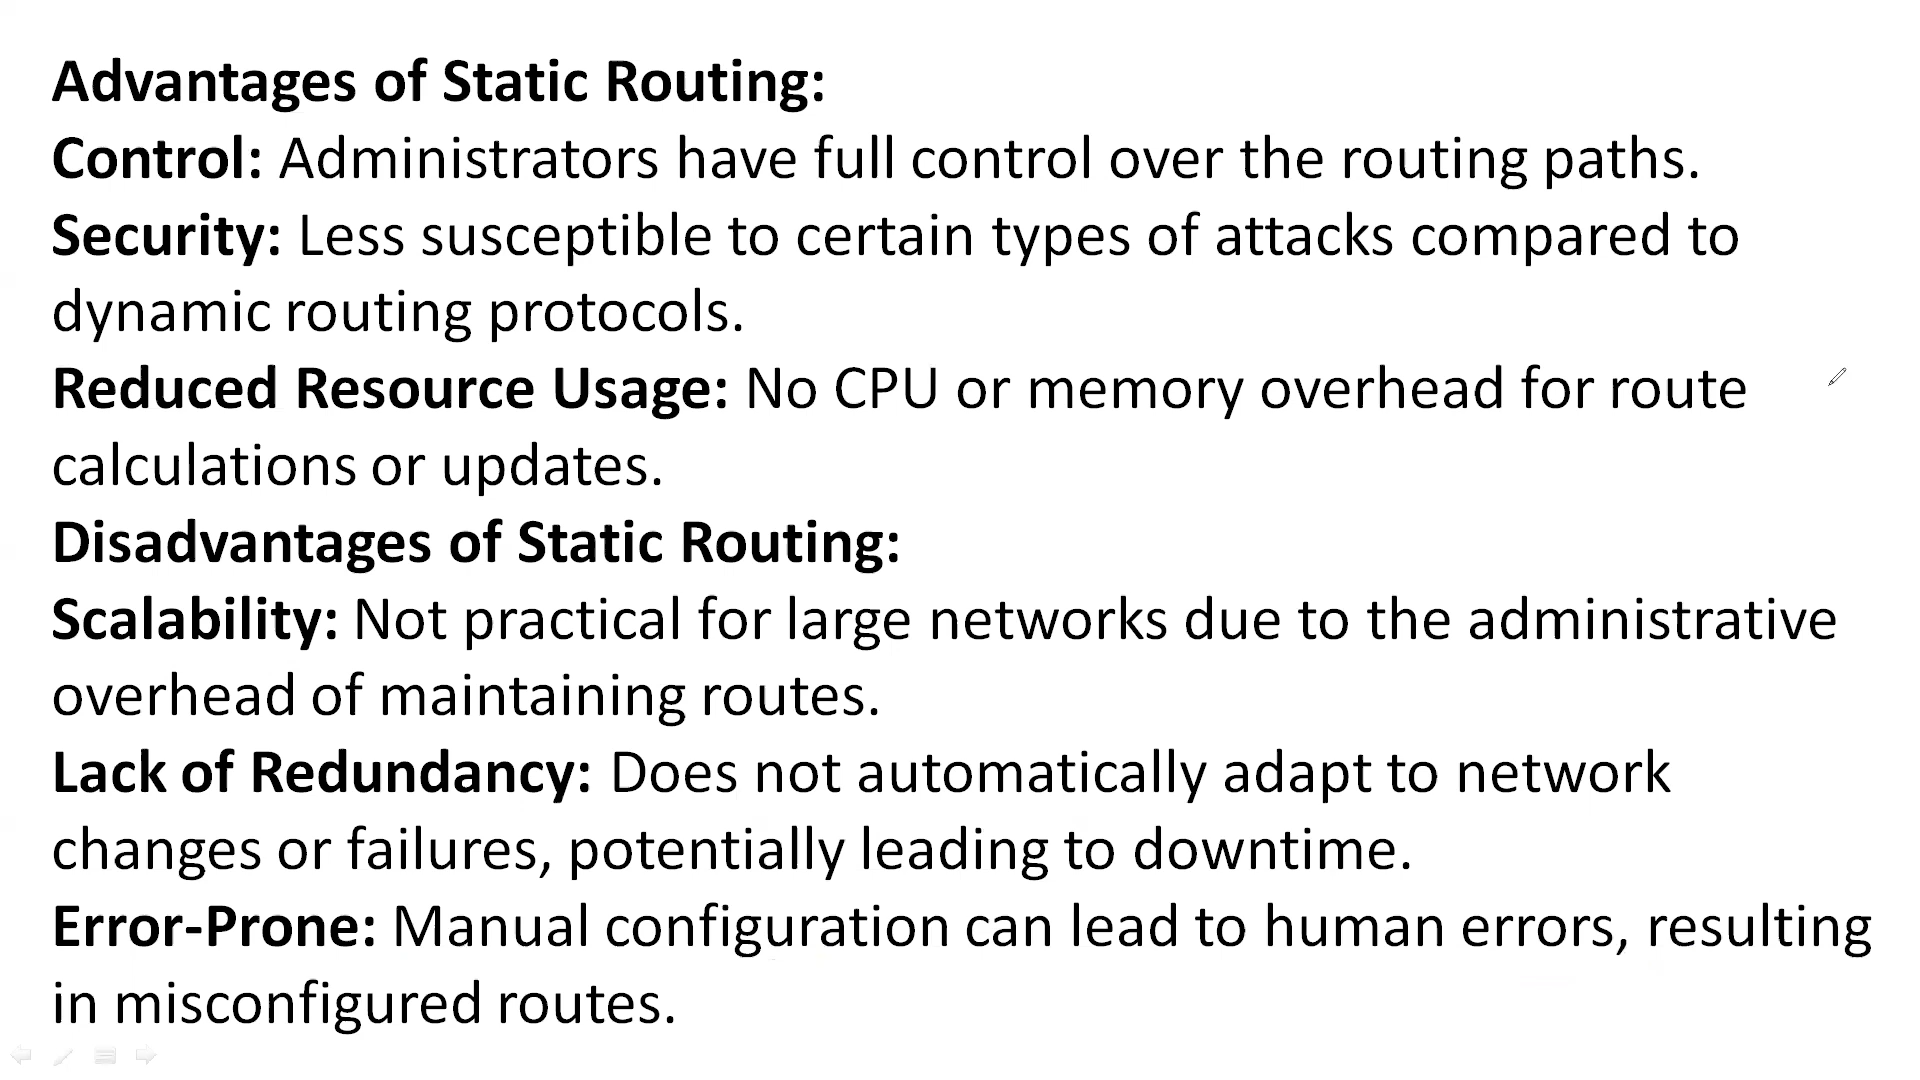 Advantages of Static Routing:
Control: Administrators have full control over the routing paths.
Security: Less susceptible to certain types of attacks compared to
dynamic routing protocols.
Reduced Resource Usage: No CPU or memory overhead for route
calculations or updates.
Disadvantages of Static Routing:
Scalability: Not practical for large networks due to the administrative
overhead of maintaining routes.
Lack of Redundancy: Does not automatically adapt to network
changes or failures, potentially leading to downtime.
Error-Prone: Manual configuration can lead to human errors, resulting
in misconfigured routes.